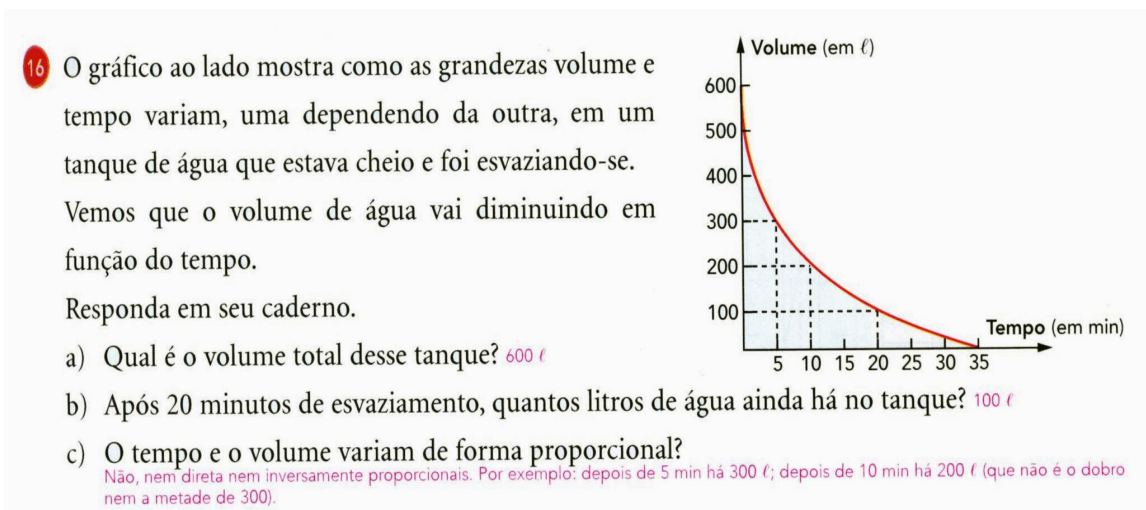 16 O gráfico ao lado mostra como as grandezas volume e
tempo variam, uma dependendo da outra, em um
tanque de água que estava cheio e foi esvaziando-se.
Vemos que o volume de água vai diminuindo em
função do tempo.
Responda em seu caderno.
a) Qual é o volume total desse tanque? 600 ℓ
b) Após 20 minutos de esvaziamento, quantos litros de água ainda há no tanque? 100 ℓ
c) O tempo e o volume variam de forma proporcional?
Não, nem direta nem inversamente proporcionais. Por exemplo: depois de 5 min há 300 ℓ; depois de 10 min há 200 ℓ (que não é o dobro
nem a metade de 300).
Volume (em ℓ)
600
500
400
300
200
100
Tempo (em min)
5 10 15 20 25 30 35